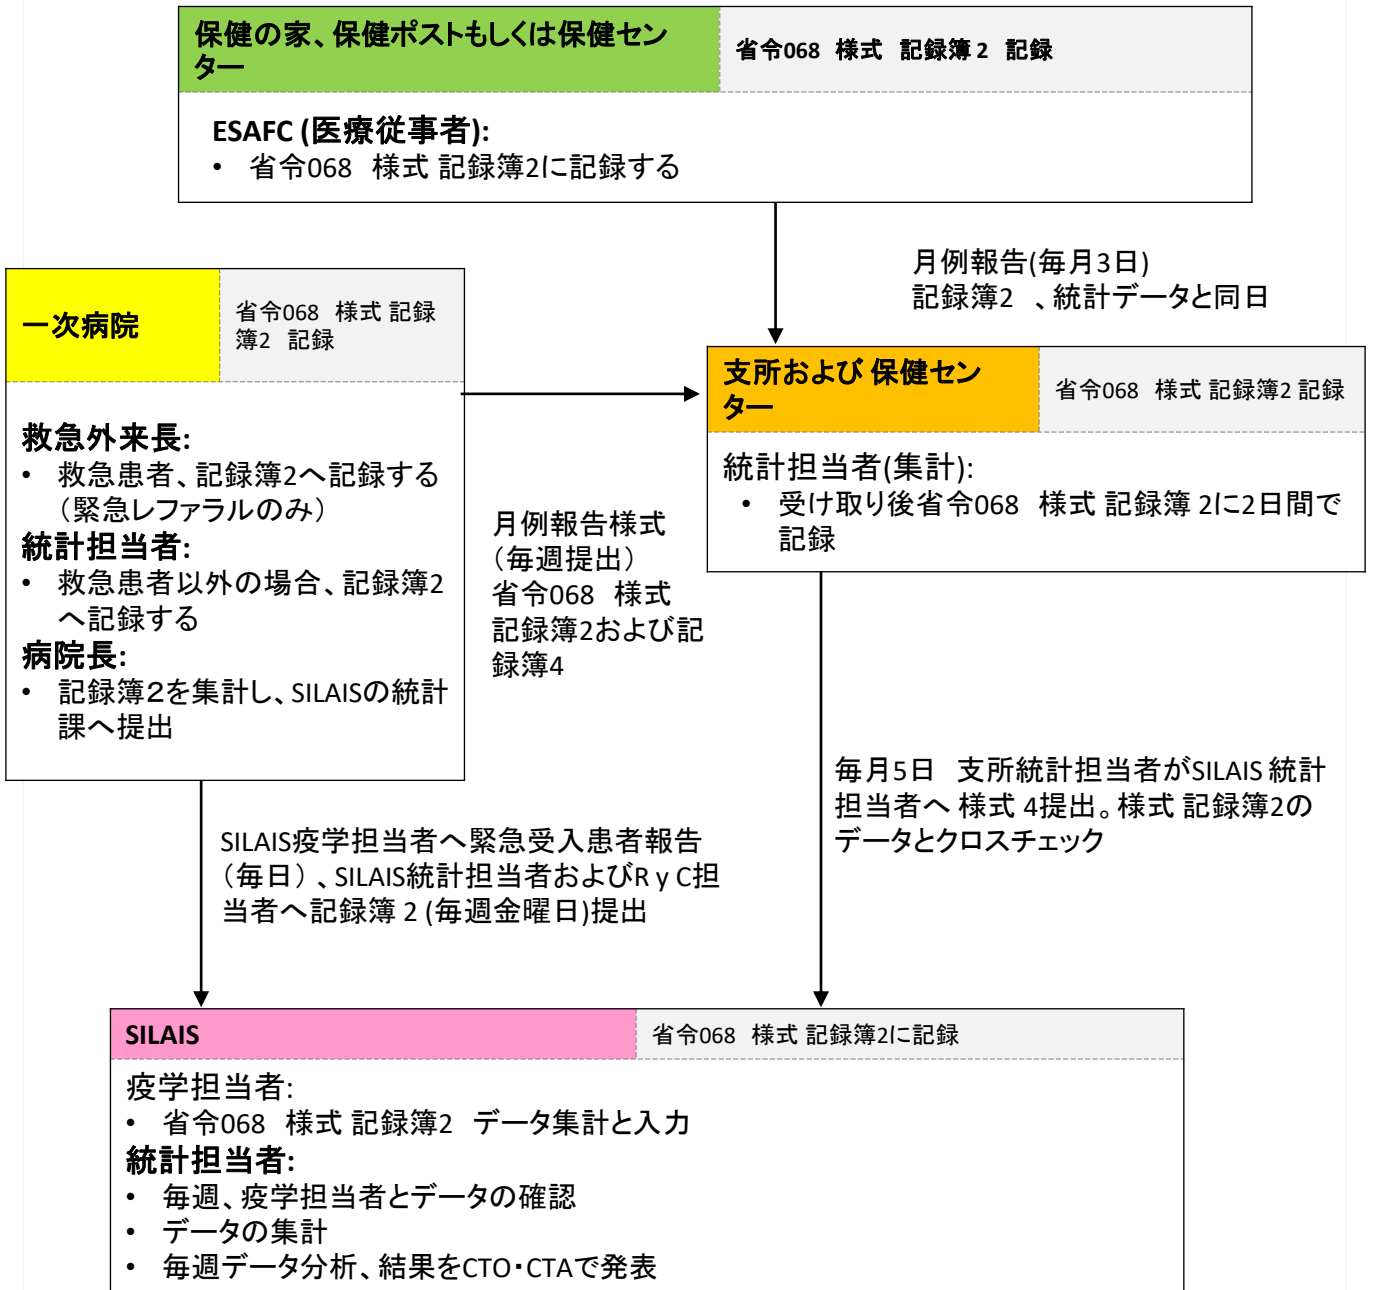 保健の家、保健ポストもしくは保健セン
ター
省令068 様式 記録簿 2 記録
ESAFC (医療従事者):
• 省令068 様式 記録簿2に記録する
月例報告(毎月3日)
記録簿2 、統計データと同日
一次病院
省令068 様式 記録
簿2 記録
救急外来長:
• 救急患者、記録簿2へ記録する
（緊急レファラルのみ）
統計担当者:
• 救急患者以外の場合、記録簿2
へ記録する
病院長:
• 記録簿２を集計し、SILAISの統計
課へ提出
月例報告様式
（毎週提出）
省令068 様式
記録簿2および記
録簿4
支所および 保健セン
ター
省令068 様式 記録簿2 記録
統計担当者(集計):
• 受け取り後省令068 様式 記録簿 2に2日間で
記録
SILAIS疫学担当者へ緊急受入患者報告
（毎日）、SILAIS統計担当者およびR y C担
当者へ記録簿 2 (毎週金曜日)提出
毎月5日 支所統計担当者がSILAIS 統計
担当者へ 様式 4提出。様式 記録簿2の
データとクロスチェック
SILAIS
省令068 様式 記録簿2に記録
疫学担当者:
• 省令068 様式 記録簿2 データ集計と入力
統計担当者:
• 毎週、疫学担当者とデータの確認
• データの集計
• 毎週データ分析、結果をCTO・CTAで発表